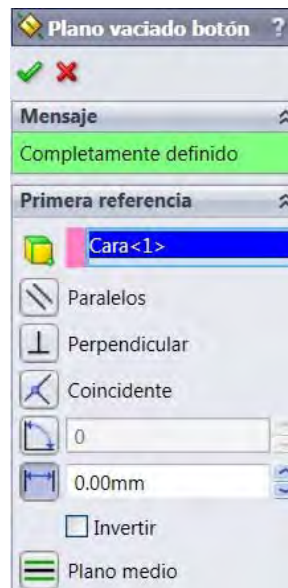 Plano vaciado botón ?
Mensaje
Completamente definido
Primera referencia
Cara<1>
Paralelos
Perpendicular
Coincidente
0
0.00mm
Invertir
Plano medio